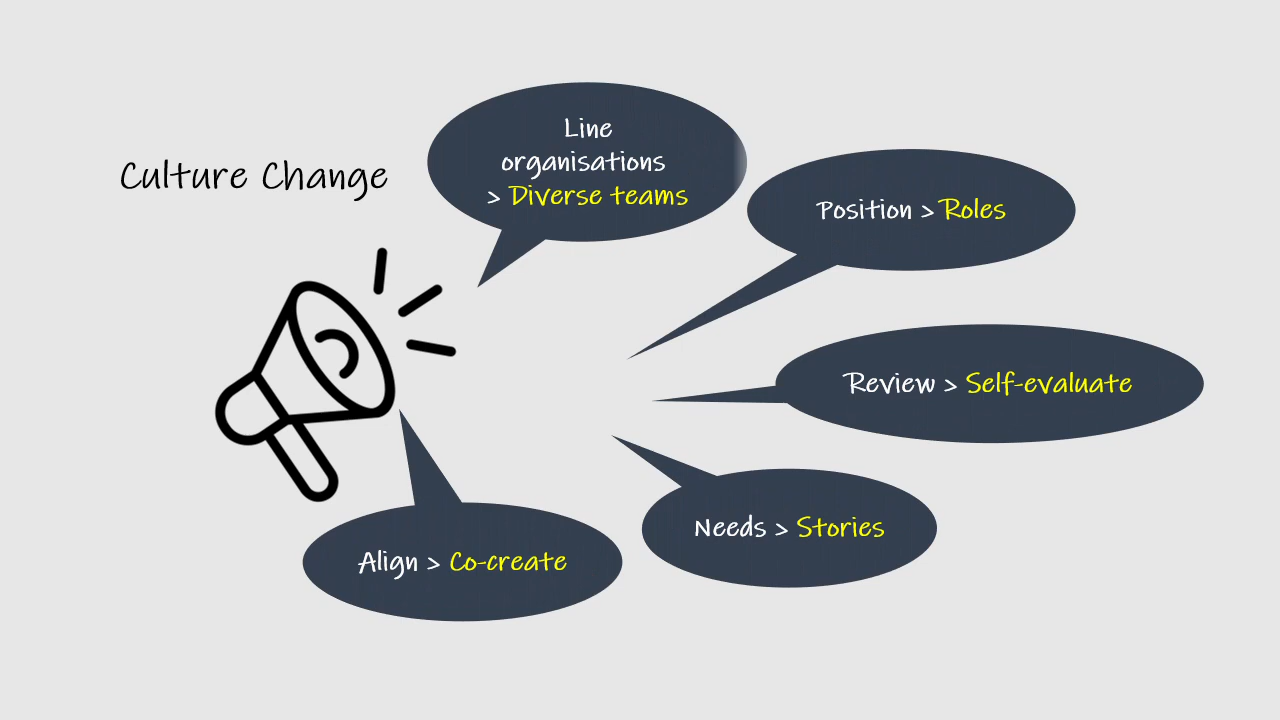 Culture Change
Line
organisations
> Diverse teams
Position > Roles
Review > Self-evaluate
Needs > Stories
Align > Co-create